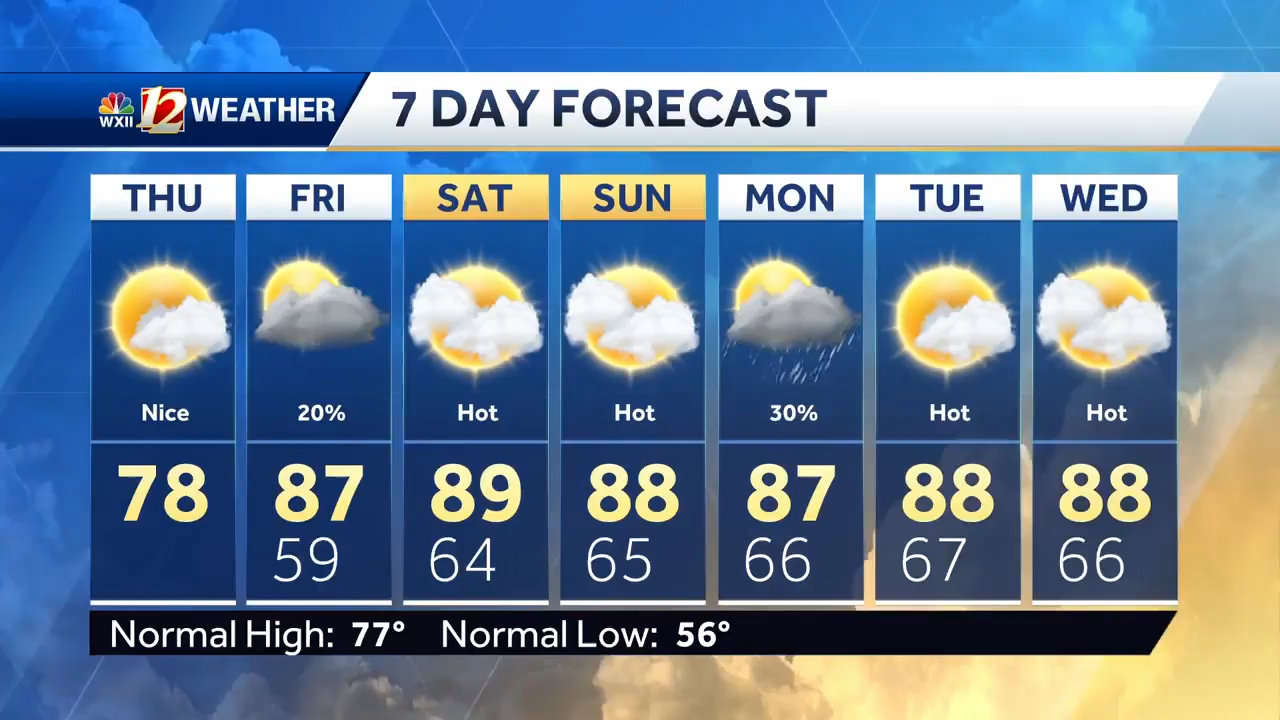 WXII 12 WEATHER
7 DAY FORECAST
THU FRI SAT SUN MON TUE WED
Nice 20% Hot Hot 30% Hot Hot
78 87 89 88 87 88 88
59 64 65 66 67 66
Normal High: 77° Normal Low: 56°